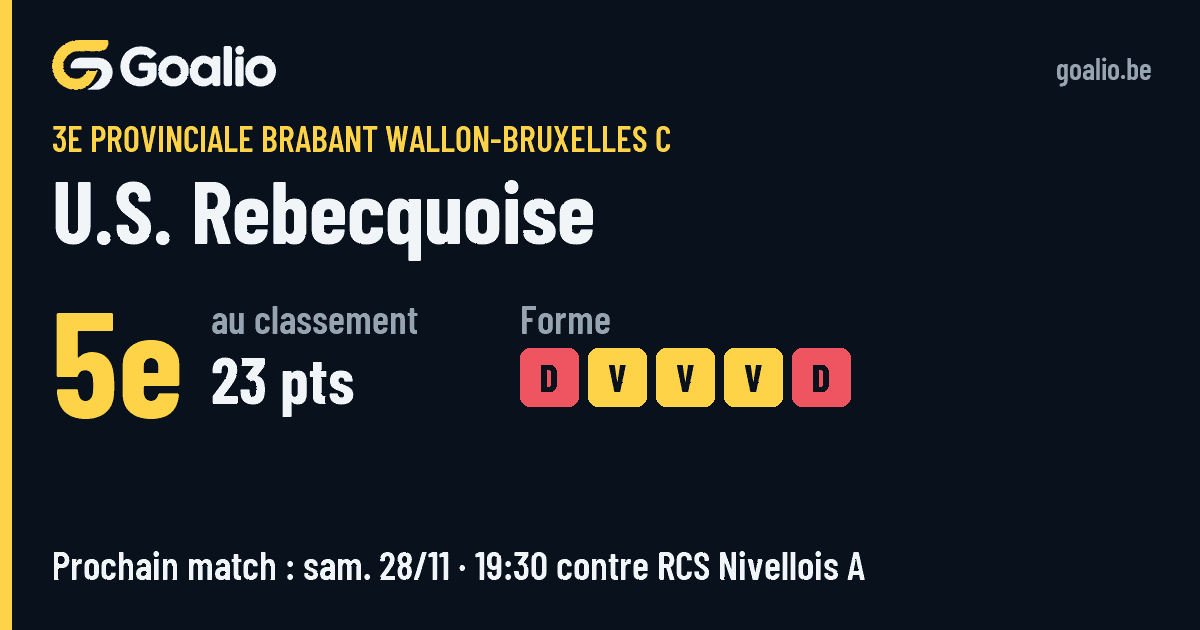 Goalio
goalio.be
3E PROVINCIALE BRABANT WALLON-BRUXELLES C
U.S. Rebecquoise
5e
au classement
23 pts
Forme
D V V V D
Prochain match : sam. 28/11 · 19:30 contre RCS Nivellois A